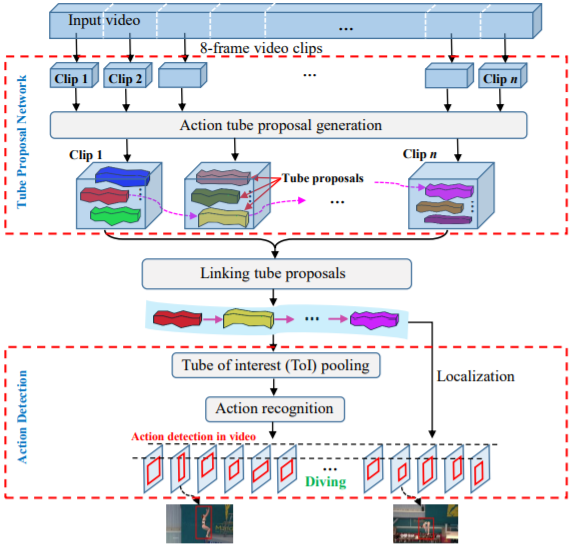 Input video
...
8-frame video clips
Clip 1
Clip 2
...
Clip n
Tube Proposal Network
Action tube proposal generation
Clip 1
Clip n
Tube proposals
...
Linking tube proposals
...
Tube of interest (ToI) pooling
Localization
Action recognition
Action Detection
Action detection in video
...
Diving